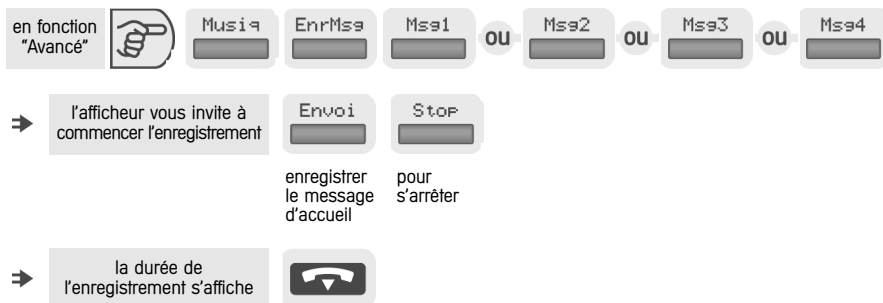 en fonction
“Avancé”
Musiq EnrMsg Msg1 ou Msg2 ou Msg3 ou Msg4
l’afficheur vous invite à
commencer l’enregistrement
Envoi Stop
enregistrer
le message
d’accueil
pour
s’arrêter
la durée de
l’enregistrement s’affiche